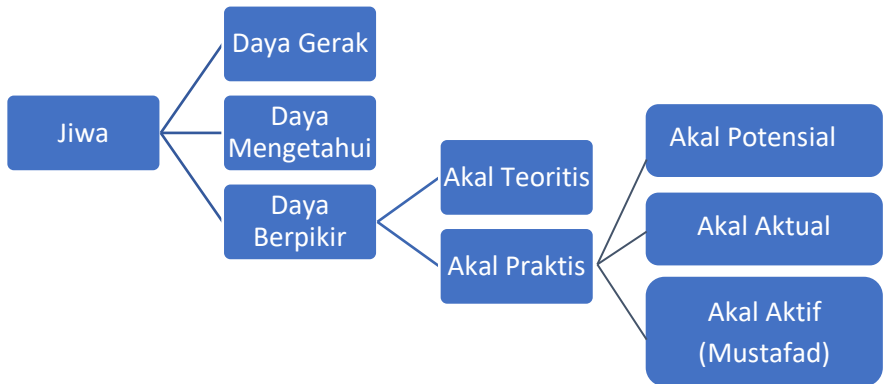 Jiwa
Daya Gerak
Daya
Mengetahui
Daya
Berpikir
Akal Teoritis
Akal Praktis
Akal Potensial
Akal Aktual
Akal Aktif
(Mustafad)